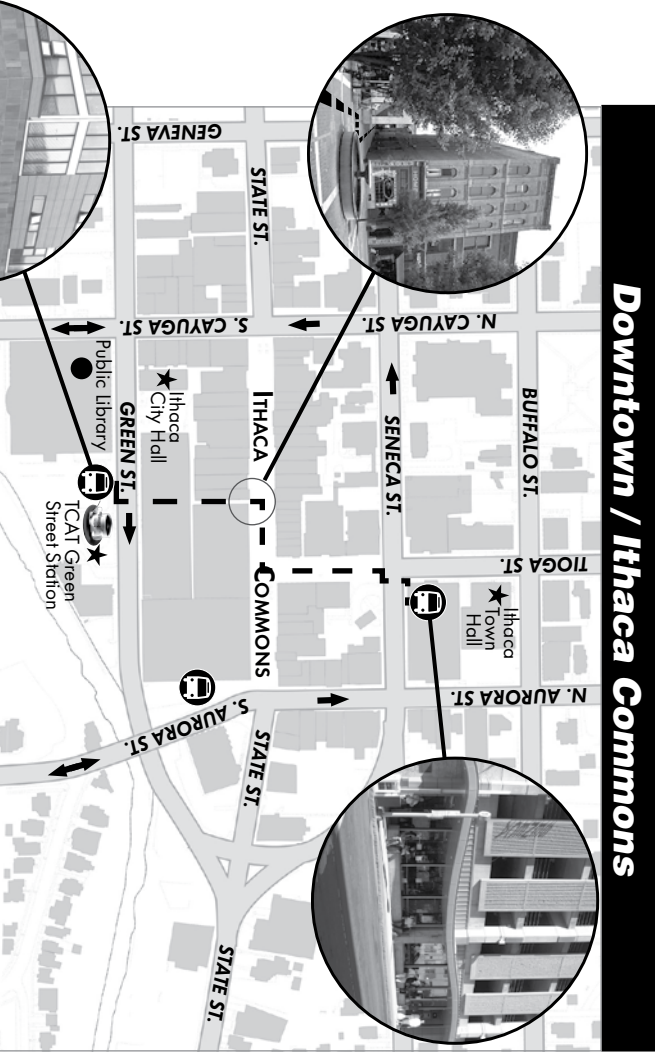 Downtown / Ithaca Commons
BUFFALO ST.
N. CAYUGA ST.
TIOGA ST.
N. AURORA ST.
Ithaca
Town
Hall
SENECA ST.
STATE ST.
ITHACA
COMMONS
STATE ST.
STATE ST.
GENEVA ST.
S. CAYUGA ST.
S. AURORA ST.
Ithaca
City Hall
GREEN ST.
Public Library
TCAT Green
Street Station